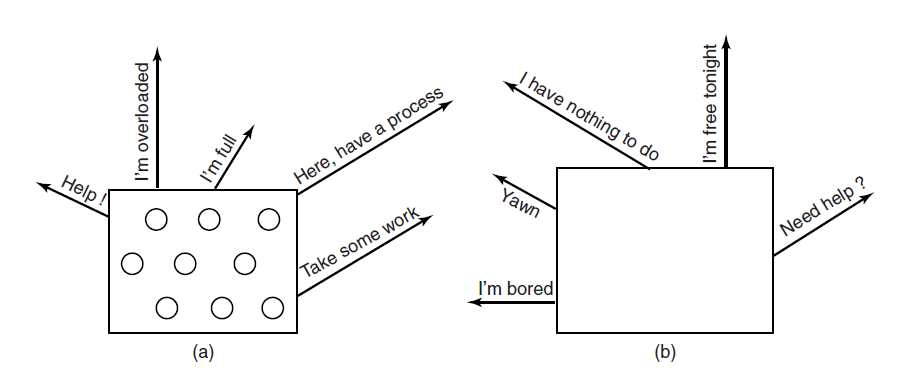 I'm overloaded
I'm full
Here, have a process
Help !
Take some work
(a)
I have nothing to do
I'm free tonight
Yawn
Need help ?
I'm bored
(b)